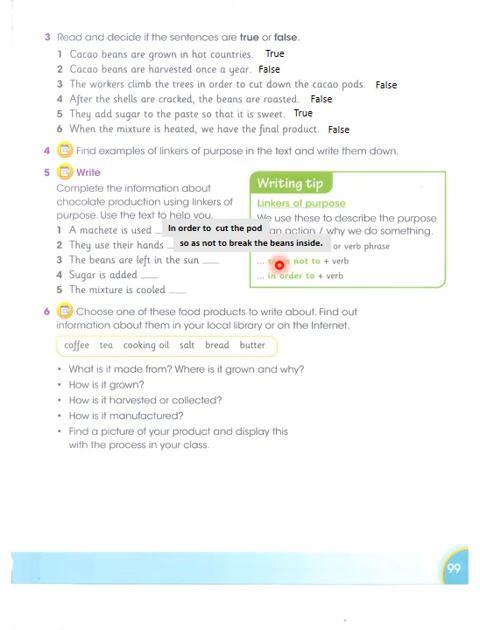 3 Read and decide if the sentences are true or false.
1 Cacao beans are grown in hot countries. True
2 Cacao beans are harvested once a year. False
3 The workers climb the trees in order to cut down the cacao pods. False
4 After the shells are cracked, the beans are roasted. False
5 They add sugar to the paste so that it is sweet. True
6 When the mixture is heated, we have the final product. False
4 Find examples of linkers of purpose in the text and write them down.
5 Write
Complete the information about
chocolate production using linkers of
purpose. Use the text to help you.
1 A machete is used In order to cut the pod
2 They use their hands so as not to break the beans inside.
3 The beans are left in the sun ____
4 Sugar is added ____
5 The mixture is cooled ____
Writing tip
Linkers of purpose
We use these to describe the purpose
an action / why we do something.
or verb phrase
... not to + verb
... in order to + verb
6 Choose one of these food products to write about. Find out
information about them in your local library or on the Internet.
coffee tea cooking oil salt bread butter
• What is it made from? Where is it grown and why?
• How is it grown?
• How is it harvested or collected?
• How is it manufactured?
• Find a picture of your product and display this
with the process in your class.
99